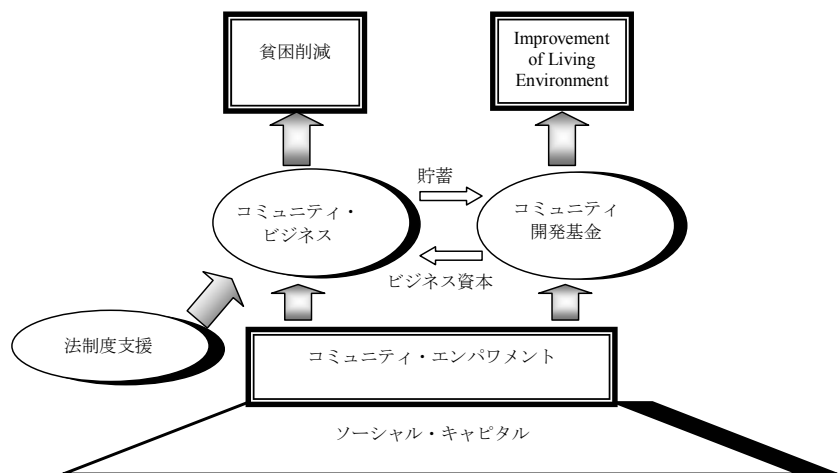 貧困削減
Improvement
of Living
Environment
貯蓄
コミュニティ・
ビジネス
コミュニティ
開発基金
ビジネス資本
法制度支援
コミュニティ・エンパワメント
ソーシャル・キャピタル